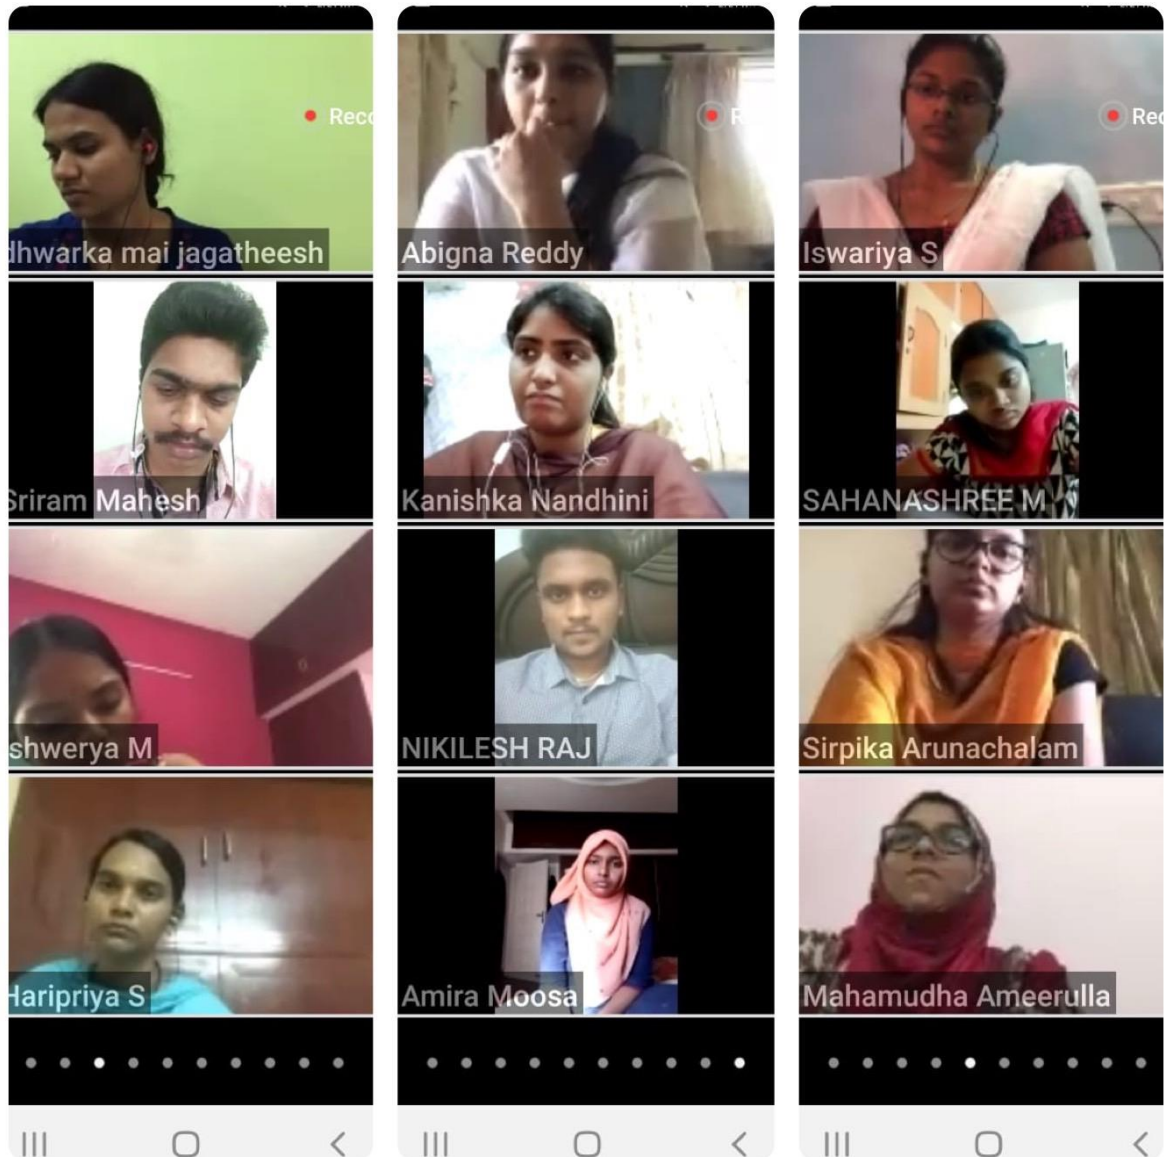 Reco
dhwarka mai jagatheesh
Sriram Mahesh
shwerya M
Haripriya S
R
Abigna Reddy
Kanishka Nandhini
NIKILESH RAJ
Amira Moosa
Rec
Iswariya S
SAHANASHREE M
Sirpika Arunachalam
Mahamudha Ameerulla